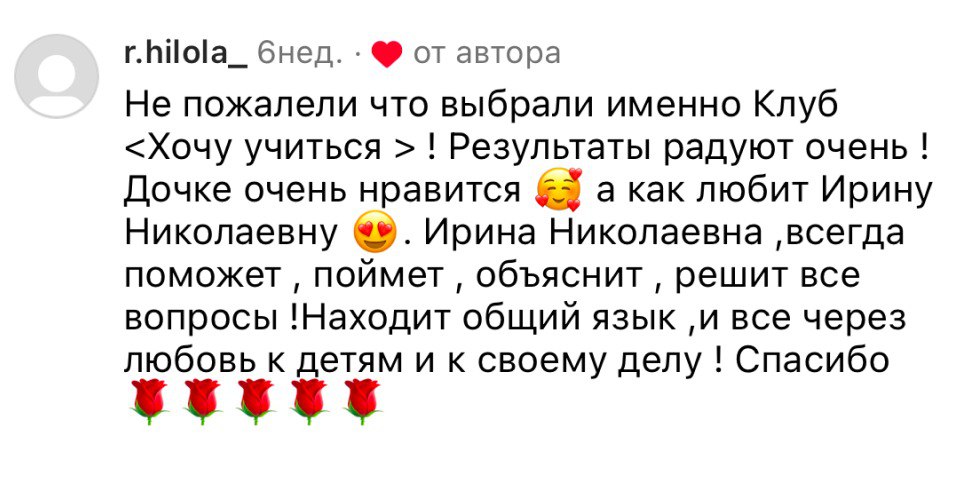 r.hilola_ 6нед. · ❤️ от автора
Не пожалели что выбрали именно Клуб
<Хочу учиться > ! Результаты радуют очень !
Дочке очень нравится 🥰 а как любит Ирину
Николаевну 😍. Ирина Николаевна ,всегда
поможет , поймет , объяснит , решит все
вопросы !Находит общий язык ,и все через
любовь к детям и к своему делу ! Спасибо
🌹🌹🌹🌹🌹